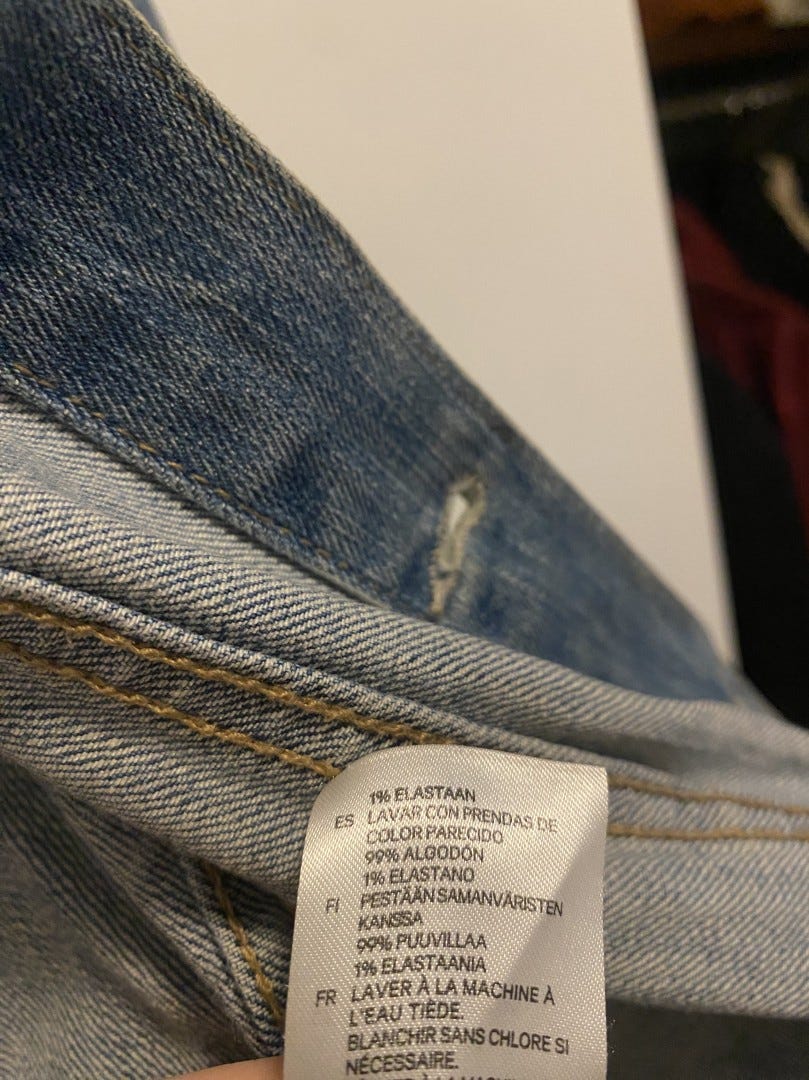 1% ELASTAAN
ES LAVAR CON PRENDAS DE
COLOR PARECIDO
99% ALGODÓN
1% ELASTANO
FI PESTÄÄN SAMANVÄRISTEN
KANSSA
99% PUUVILLAA
1% ELASTAANIA
FR LAVER À LA MACHINE À
L'EAU TIÈDE.
BLANCHIR SANS CHLORE SI
NÉCESSAIRE.